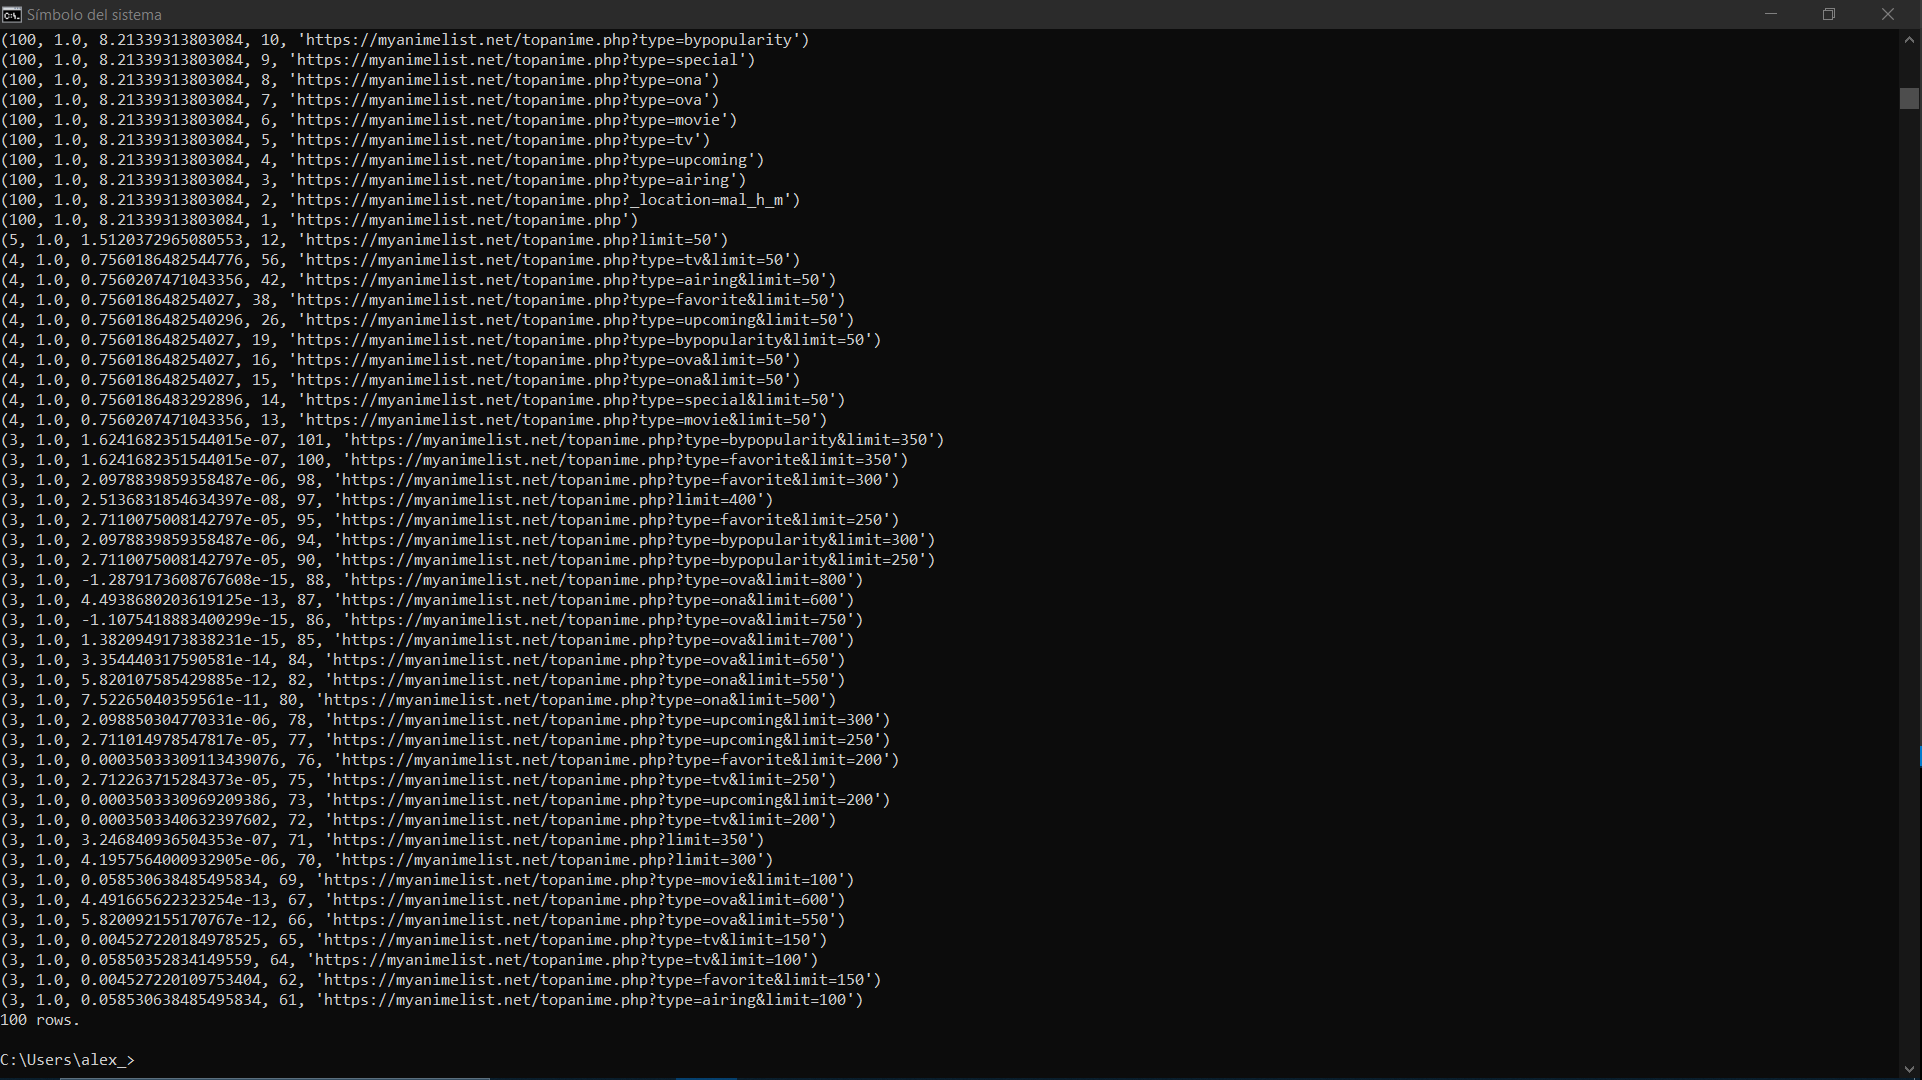 Símbolo del sistema
(100, 1.0, 8.21339313803084, 10, 'https://myanimelist.net/topanime.php?type=bypopularity')
(100, 1.0, 8.21339313803084, 9, 'https://myanimelist.net/topanime.php?type=special')
(100, 1.0, 8.21339313803084, 8, 'https://myanimelist.net/topanime.php?type=ona')
(100, 1.0, 8.21339313803084, 7, 'https://myanimelist.net/topanime.php?type=ova')
(100, 1.0, 8.21339313803084, 6, 'https://myanimelist.net/topanime.php?type=movie')
(100, 1.0, 8.21339313803084, 5, 'https://myanimelist.net/topanime.php?type=tv')
(100, 1.0, 8.21339313803084, 4, 'https://myanimelist.net/topanime.php?type=upcoming')
(100, 1.0, 8.21339313803084, 3, 'https://myanimelist.net/topanime.php?type=airing')
(100, 1.0, 8.21339313803084, 2, 'https://myanimelist.net/topanime.php?_location=mal_h_m')
(100, 1.0, 8.21339313803084, 1, 'https://myanimelist.net/topanime.php')
(5, 1.0, 1.5120372965080553, 12, 'https://myanimelist.net/topanime.php?limit=50')
(4, 1.0, 0.7560186482544776, 56, 'https://myanimelist.net/topanime.php?type=tv&limit=50')
(4, 1.0, 0.7560207471043356, 42, 'https://myanimelist.net/topanime.php?type=airing&limit=50')
(4, 1.0, 0.756018648254027, 38, 'https://myanimelist.net/topanime.php?type=favorite&limit=50')
(4, 1.0, 0.7560186482540296, 26, 'https://myanimelist.net/topanime.php?type=upcoming&limit=50')
(4, 1.0, 0.756018648254027, 19, 'https://myanimelist.net/topanime.php?type=bypopularity&limit=50')
(4, 1.0, 0.756018648254027, 16, 'https://myanimelist.net/topanime.php?type=ova&limit=50')
(4, 1.0, 0.756018648254027, 15, 'https://myanimelist.net/topanime.php?type=ona&limit=50')
(4, 1.0, 0.7560186483292896, 14, 'https://myanimelist.net/topanime.php?type=special&limit=50')
(4, 1.0, 0.7560207471043356, 13, 'https://myanimelist.net/topanime.php?type=movie&limit=50')
(3, 1.0, 1.6241682351544015e-07, 101, 'https://myanimelist.net/topanime.php?type=bypopularity&limit=350')
(3, 1.0, 1.6241682351544015e-07, 100, 'https://myanimelist.net/topanime.php?type=favorite&limit=350')
(3, 1.0, 2.0978839859358487e-06, 98, 'https://myanimelist.net/topanime.php?type=favorite&limit=300')
(3, 1.0, 2.5136831854634397e-08, 97, 'https://myanimelist.net/topanime.php?limit=400')
(3, 1.0, 2.7110075008142797e-05, 95, 'https://myanimelist.net/topanime.php?type=favorite&limit=250')
(3, 1.0, 2.0978839859358487e-06, 94, 'https://myanimelist.net/topanime.php?type=bypopularity&limit=300')
(3, 1.0, 2.7110075008142797e-05, 90, 'https://myanimelist.net/topanime.php?type=bypopularity&limit=250')
(3, 1.0, -1.2879173608767608e-15, 88, 'https://myanimelist.net/topanime.php?type=ova&limit=800')
(3, 1.0, 4.4938680203619125e-13, 87, 'https://myanimelist.net/topanime.php?type=ona&limit=600')
(3, 1.0, -1.1075418883400299e-15, 86, 'https://myanimelist.net/topanime.php?type=ova&limit=750')
(3, 1.0, 1.3820949173838231e-15, 85, 'https://myanimelist.net/topanime.php?type=ova&limit=700')
(3, 1.0, 3.354440317590581e-14, 84, 'https://myanimelist.net/topanime.php?type=ova&limit=650')
(3, 1.0, 5.820107585429885e-12, 82, 'https://myanimelist.net/topanime.php?type=ona&limit=550')
(3, 1.0, 7.52265040359561e-11, 80, 'https://myanimelist.net/topanime.php?type=ona&limit=500')
(3, 1.0, 2.098850304770331e-06, 78, 'https://myanimelist.net/topanime.php?type=upcoming&limit=300')
(3, 1.0, 2.711014978547817e-05, 77, 'https://myanimelist.net/topanime.php?type=upcoming&limit=250')
(3, 1.0, 0.00035033309113439076, 76, 'https://myanimelist.net/topanime.php?type=favorite&limit=200')
(3, 1.0, 2.712263715284373e-05, 75, 'https://myanimelist.net/topanime.php?type=tv&limit=250')
(3, 1.0, 0.0003503330969209386, 73, 'https://myanimelist.net/topanime.php?type=upcoming&limit=200')
(3, 1.0, 0.0003503340632397602, 72, 'https://myanimelist.net/topanime.php?type=tv&limit=200')
(3, 1.0, 3.246840936504353e-07, 71, 'https://myanimelist.net/topanime.php?limit=350')
(3, 1.0, 4.1957564000932905e-06, 70, 'https://myanimelist.net/topanime.php?limit=300')
(3, 1.0, 0.058530638485495834, 69, 'https://myanimelist.net/topanime.php?type=movie&limit=100')
(3, 1.0, 4.491665622323254e-13, 67, 'https://myanimelist.net/topanime.php?type=ova&limit=600')
(3, 1.0, 5.820092155170767e-12, 66, 'https://myanimelist.net/topanime.php?type=ova&limit=550')
(3, 1.0, 0.004527220184978525, 65, 'https://myanimelist.net/topanime.php?type=tv&limit=150')
(3, 1.0, 0.05850352834149559, 64, 'https://myanimelist.net/topanime.php?type=tv&limit=100')
(3, 1.0, 0.004527220109753404, 62, 'https://myanimelist.net/topanime.php?type=favorite&limit=150')
(3, 1.0, 0.058530638485495834, 61, 'https://myanimelist.net/topanime.php?type=airing&limit=100')
100 rows.
C:\Users\alex_>